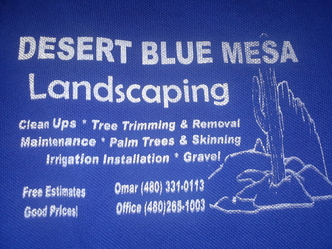 DESERT BLUE MESA
Landscaping
Clean Ups * Tree Trimming & Removal
Maintenance * Palm Trees & Skinning
Irrigation Installation * Gravel
Free Estimates Omar (480) 331-0113
Good Prices! Office (480)265-1003